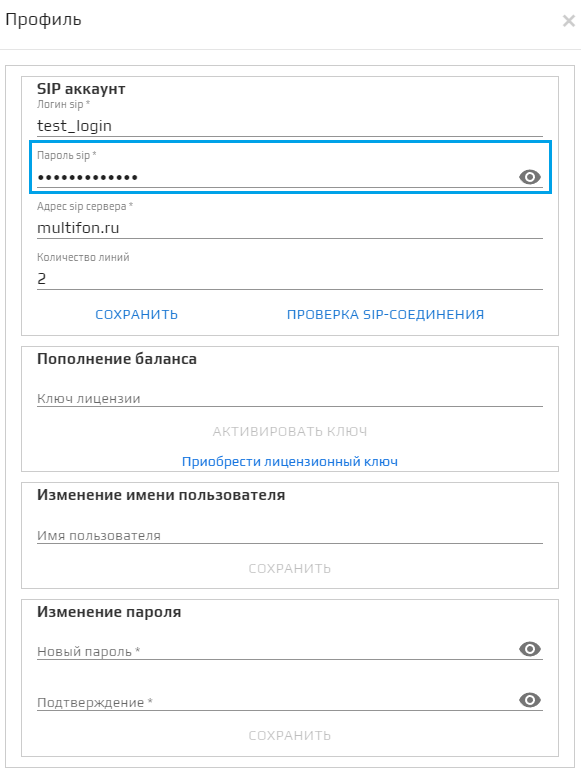 Профиль
SIP аккаунт
Логин sip *
test_login
Пароль sip *
•••••••••••••
Адрес sip сервера *
multifon.ru
Количество линий
2
СОХРАНИТЬ ПРОВЕРКА SIP-СОЕДИНЕНИЯ
Пополнение баланса
Ключ лицензии
АКТИВИРОВАТЬ КЛЮЧ
Приобрести лицензионный ключ
Изменение имени пользователя
Имя пользователя
СОХРАНИТЬ
Изменение пароля
Новый пароль *
Подтверждение *
СОХРАНИТЬ